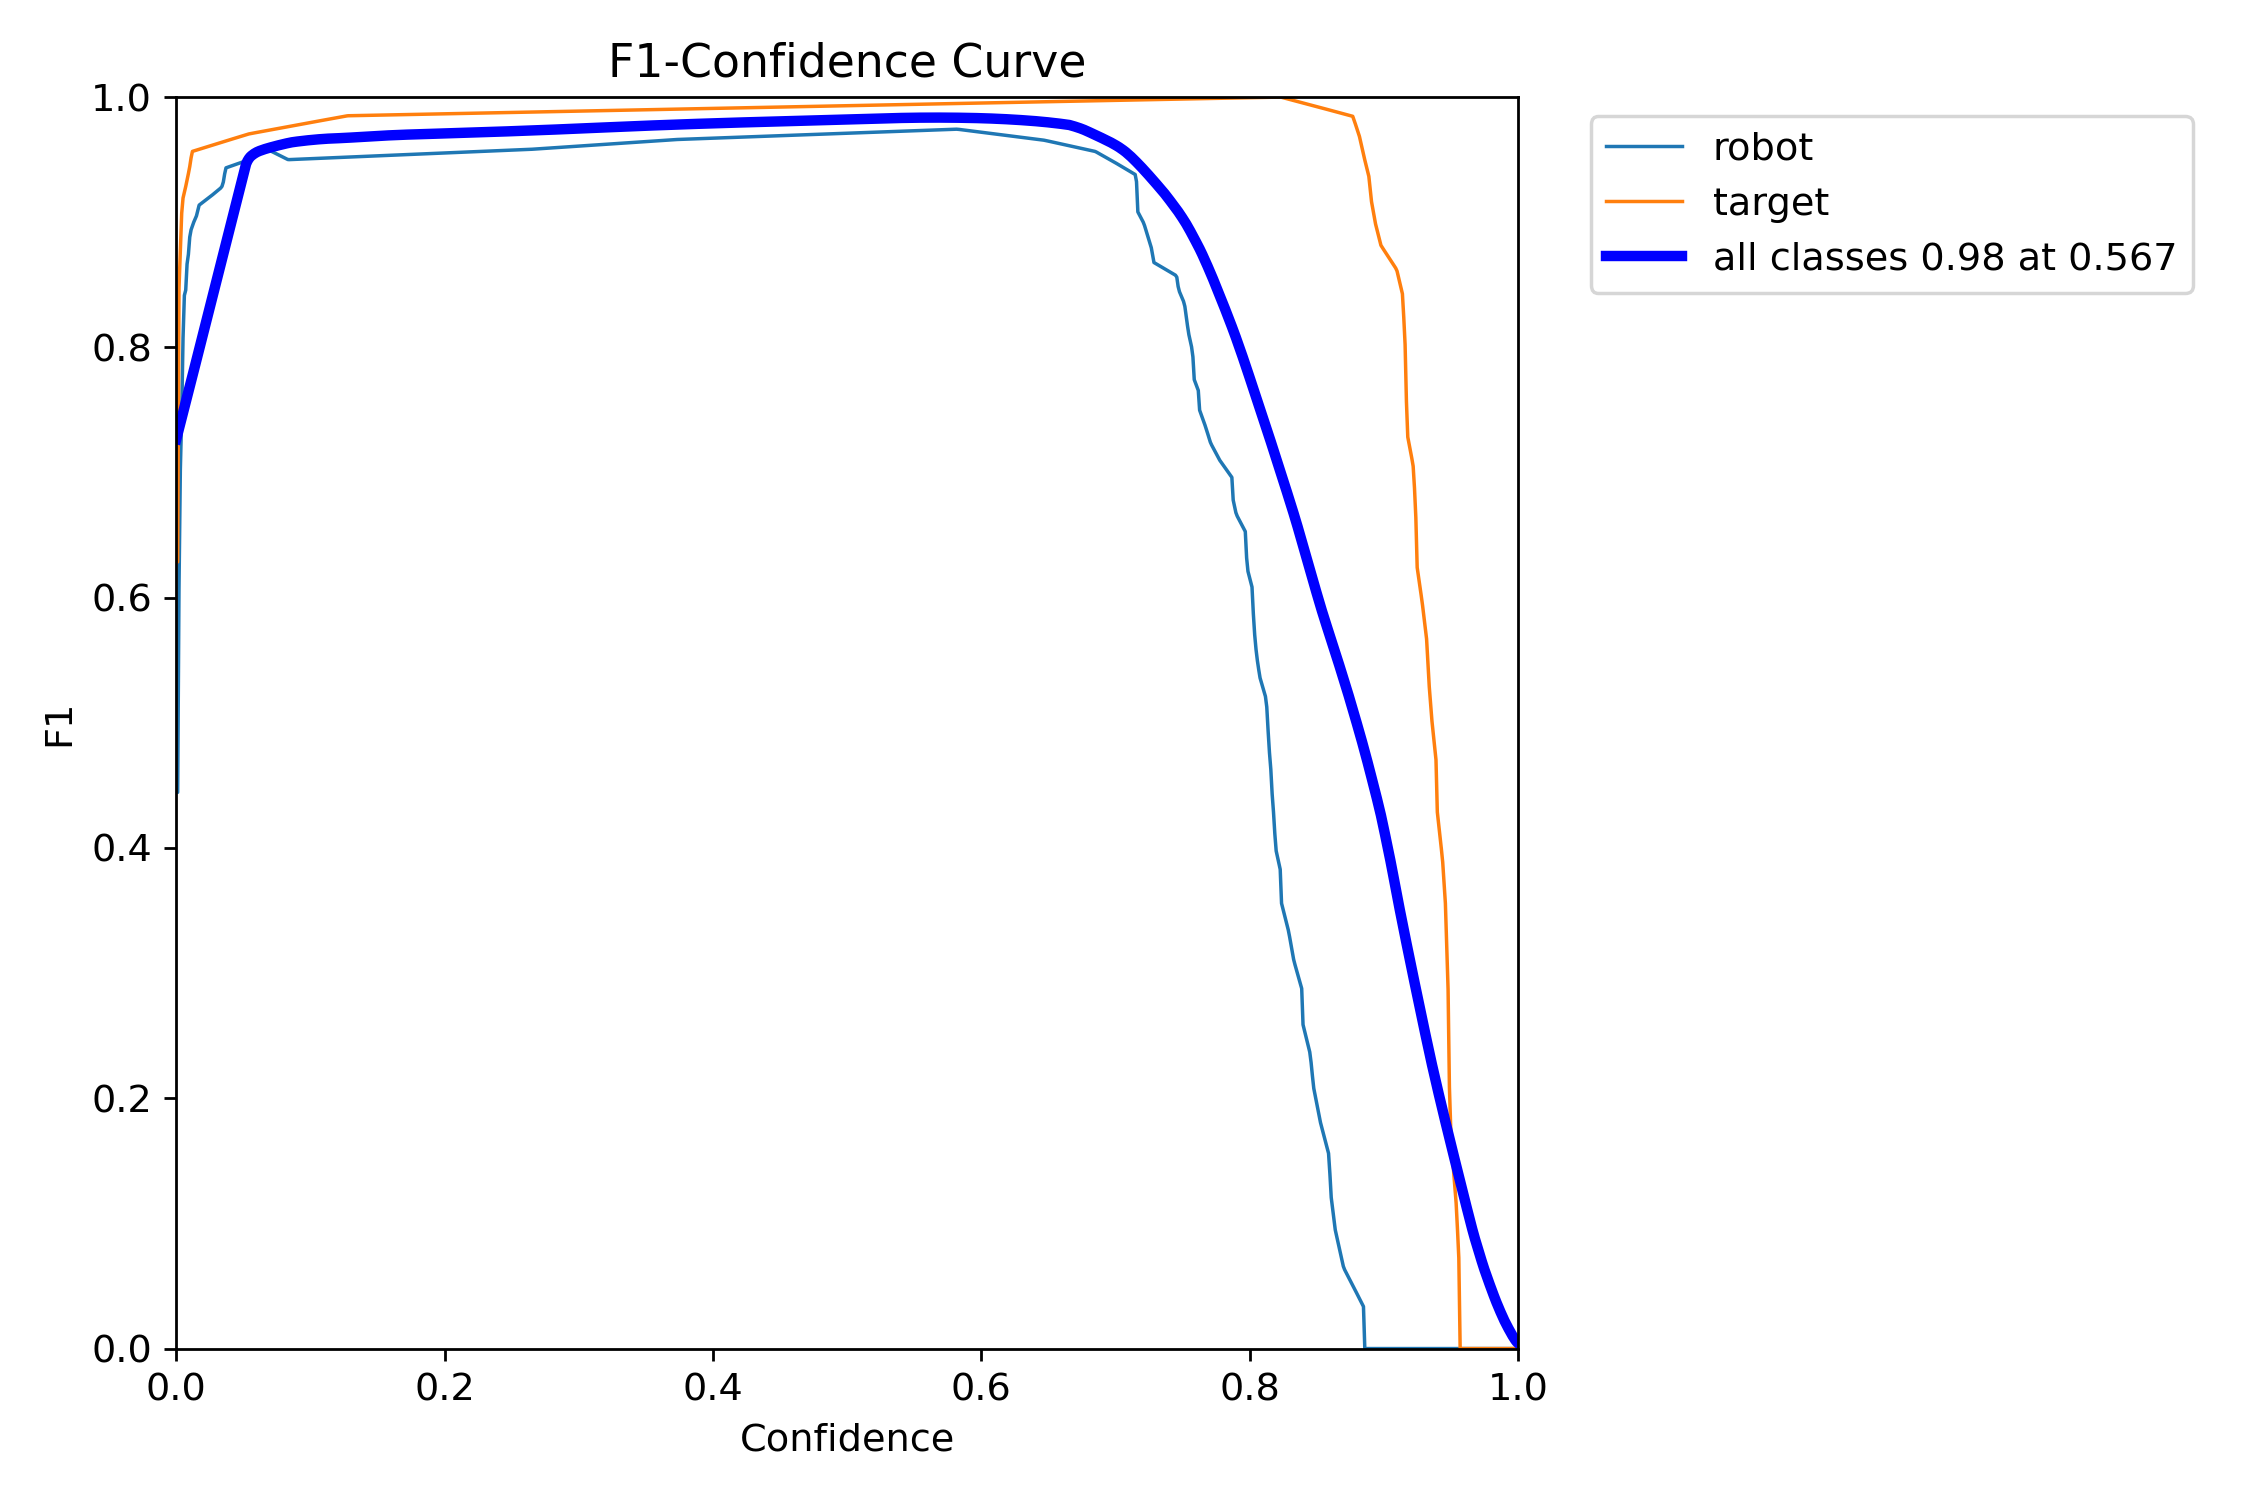 F1-Confidence Curve
1.0
0.8
0.6
0.4
0.2
0.0
F1
0.0 0.2 0.4 0.6 0.8 1.0
Confidence
robot
target
all classes 0.98 at 0.567